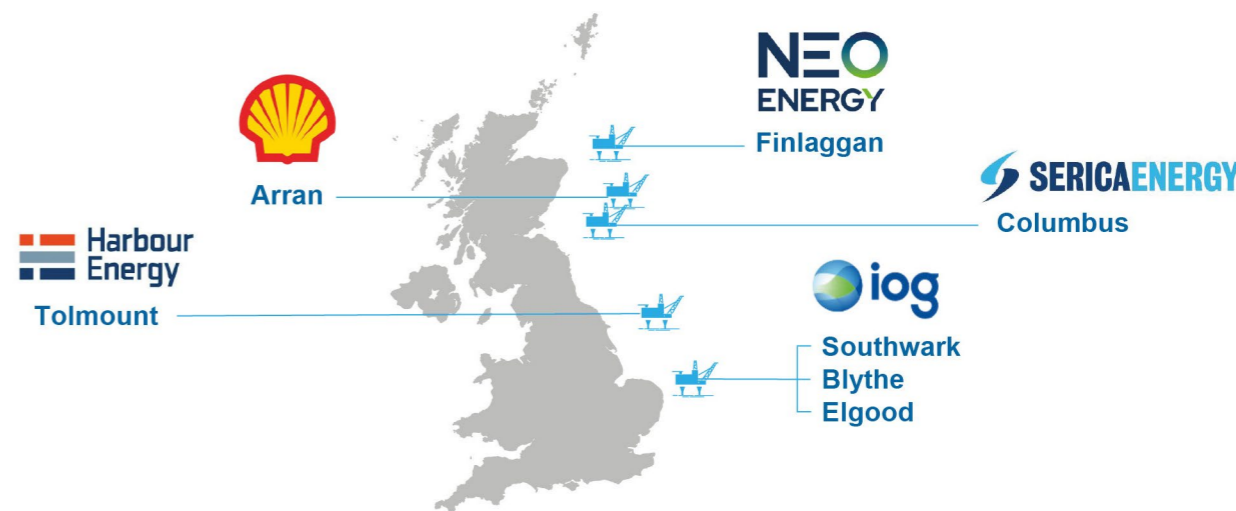 NEO
ENERGY
Finlaggan
SERICAENERGY
Columbus
Arran
Harbour
Energy
Tolmount
iog
Southwark
Blythe
Elgood